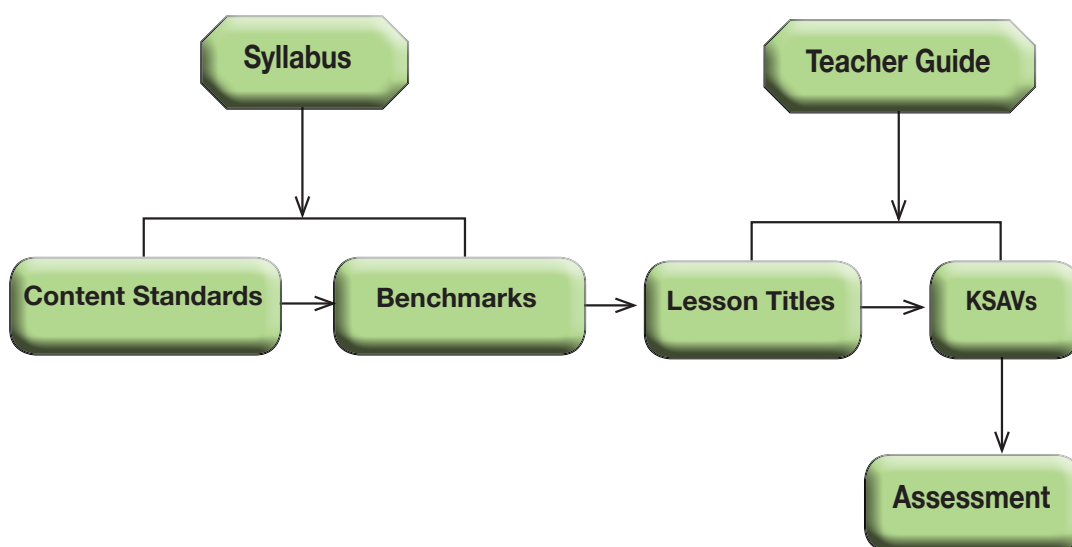 Syllabus
Teacher Guide
Content Standards
Benchmarks
Lesson Titles
KSAVs
Assessment